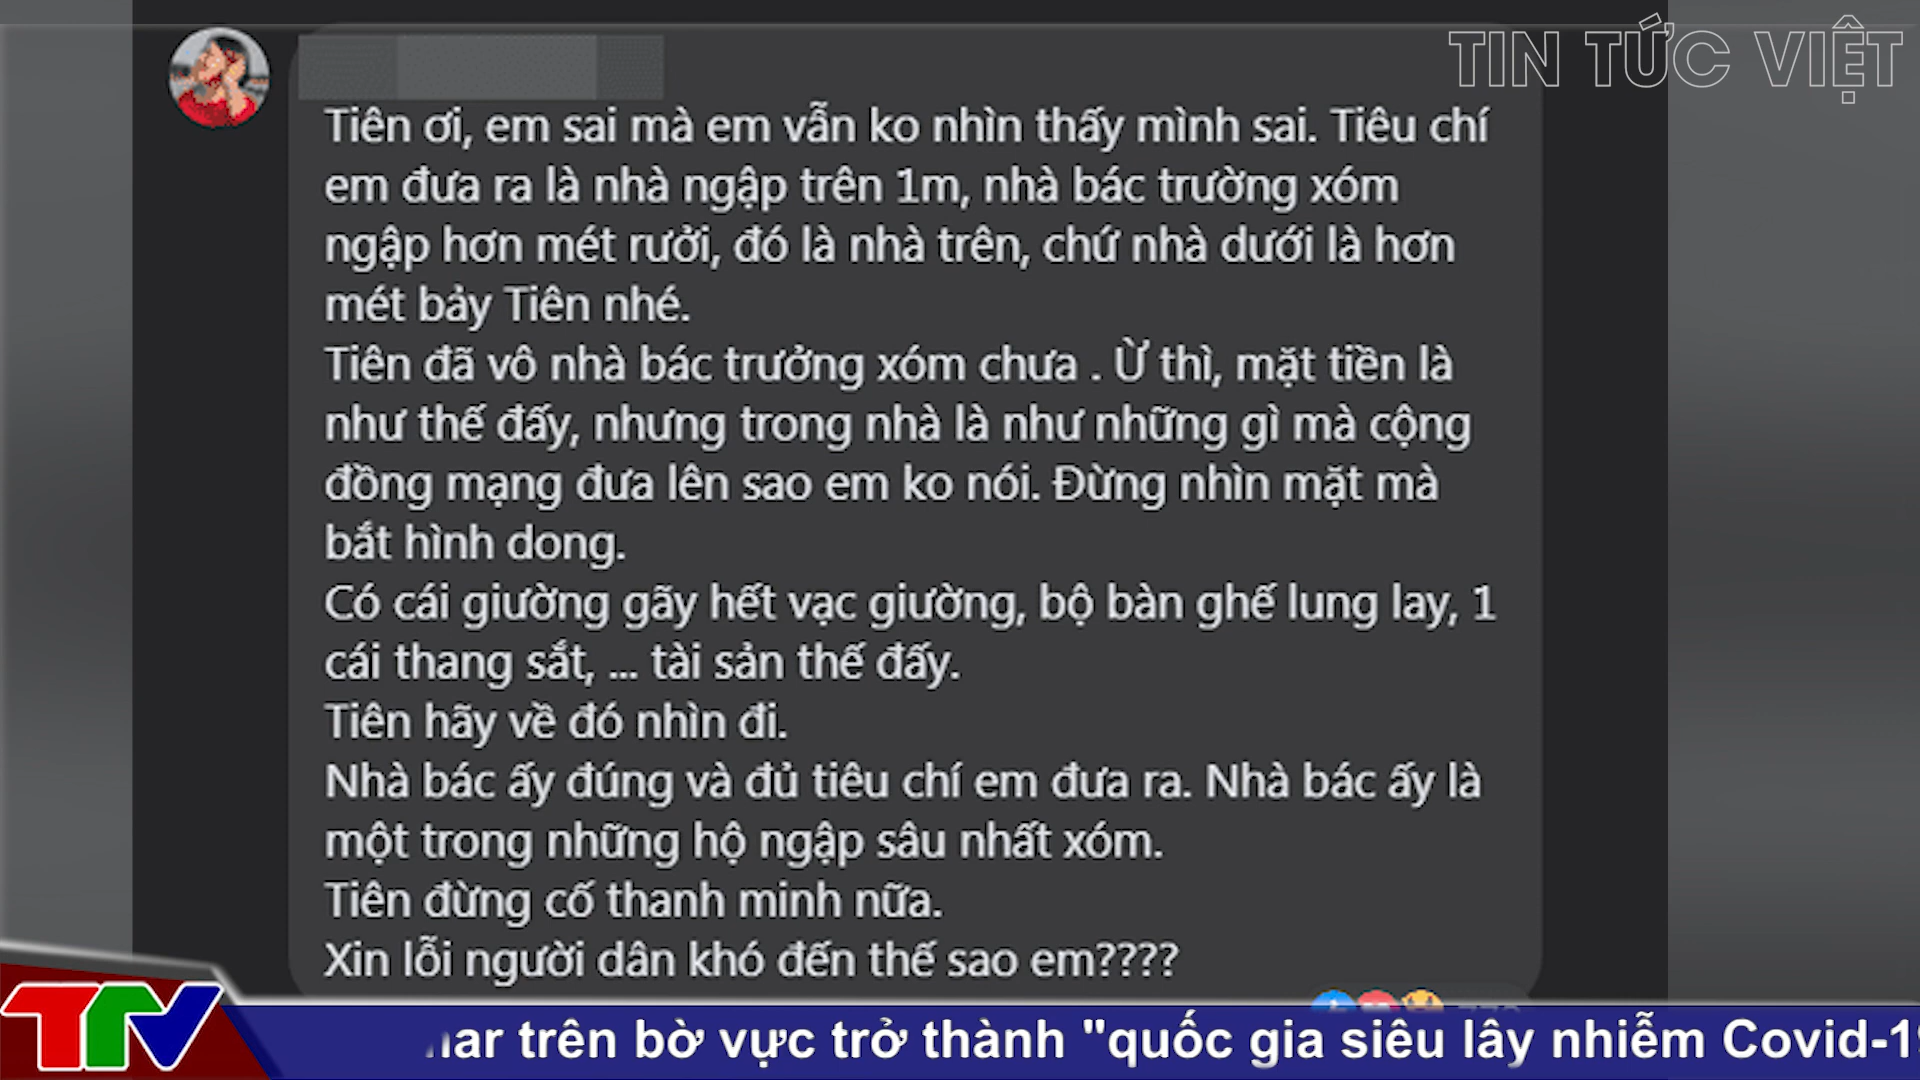 TIN TỨC VIỆT
Tiên ơi, em sai mà em vẫn ko nhìn thấy mình sai. Tiêu chí
em đưa ra là nhà ngập trên 1m, nhà bác trường xóm
ngập hơn mét rưởi, đó là nhà trên, chứ nhà dưới là hơn
mét bảy Tiên nhé.
Tiên đã vô nhà bác trưởng xóm chưa . Ừ thì, mặt tiền là
như thế đấy, nhưng trong nhà là như những gì mà cộng
đồng mạng đưa lên sao em ko nói. Đừng nhìn mặt mà
bắt hình dong.
Có cái giường gãy hết vạc giường, bộ bàn ghế lung lay, 1
cái thang sắt, ... tài sản thế đấy.
Tiên hãy về đó nhìn đi.
Nhà bác ấy đúng và đủ tiêu chí em đưa ra. Nhà bác ấy là
một trong những hộ ngập sâu nhất xóm.
Tiên đừng cố thanh minh nữa.
Xin lỗi người dân khó đến thế sao em????
TTV
nar trên bờ vực trở thành "quốc gia siêu lây nhiễm Covid-19